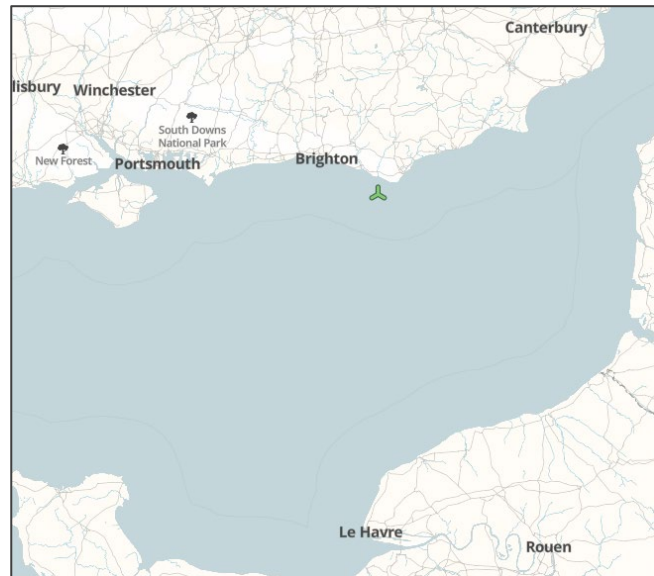 Canterbury
lisbury
Winchester
South Downs
National Park
New Forest
Portsmouth
Brighton
Le Havre
Rouen